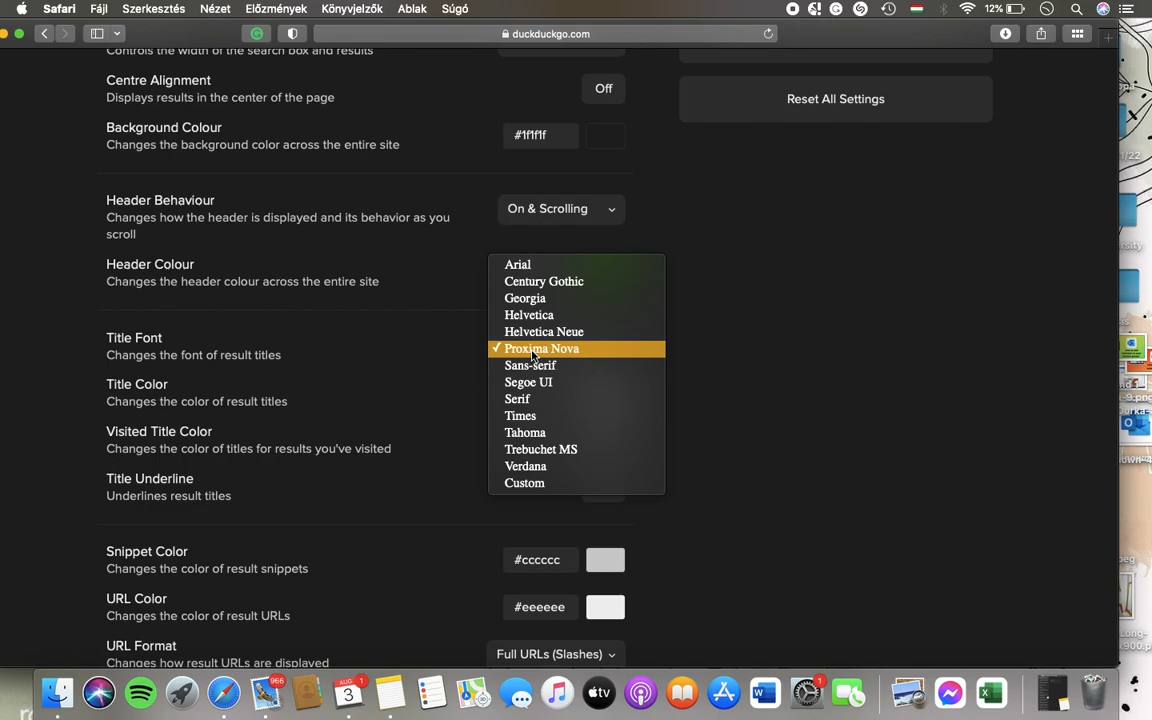 Safari Fájl Szerkesztés Nézet Előzmények Könyvjelzők Ablak Súgó 12%
duckduckgo.com
Controls the width of the search box and results
Centre Alignment
Displays results in the center of the page
Off
Reset All Settings
Background Colour
Changes the background color across the entire site
#1f1f1f
Header Behaviour
Changes how the header is displayed and its behavior as you
scroll
On & Scrolling
Header Colour
Changes the header colour across the entire site
Arial
Century Gothic
Georgia
Helvetica
Helvetica Neue
✓ Proxima Nova
Sans-serif
Segoe UI
Serif
Times
Tahoma
Trebuchet MS
Verdana
Custom
Title Font
Changes the font of result titles
Title Color
Changes the color of result titles
Visited Title Color
Changes the color of titles for results you've visited
Title Underline
Underlines result titles
Snippet Color
Changes the color of result snippets
#cccccc
URL Color
Changes the color of result URLs
#eeeeee
URL Format
Changes how result URLs are displayed
Full URLs (Slashes)
1/22
966
AUG.
3
1
tv
1